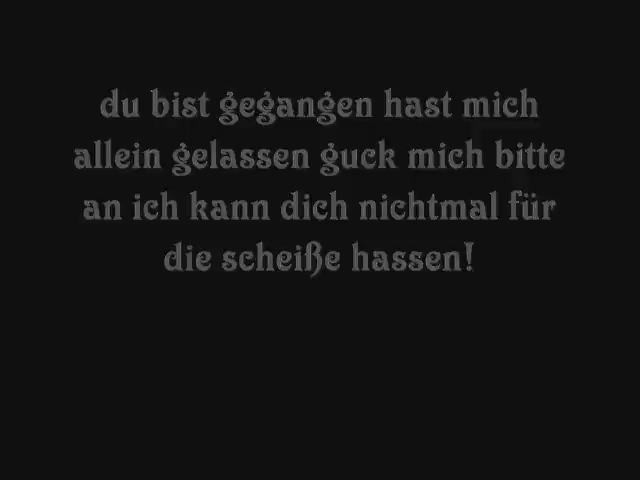 du bist gegangen hast mich
allein gelassen guck mich bitte
an ich kann dich nichtmal für
die scheiße hassen!